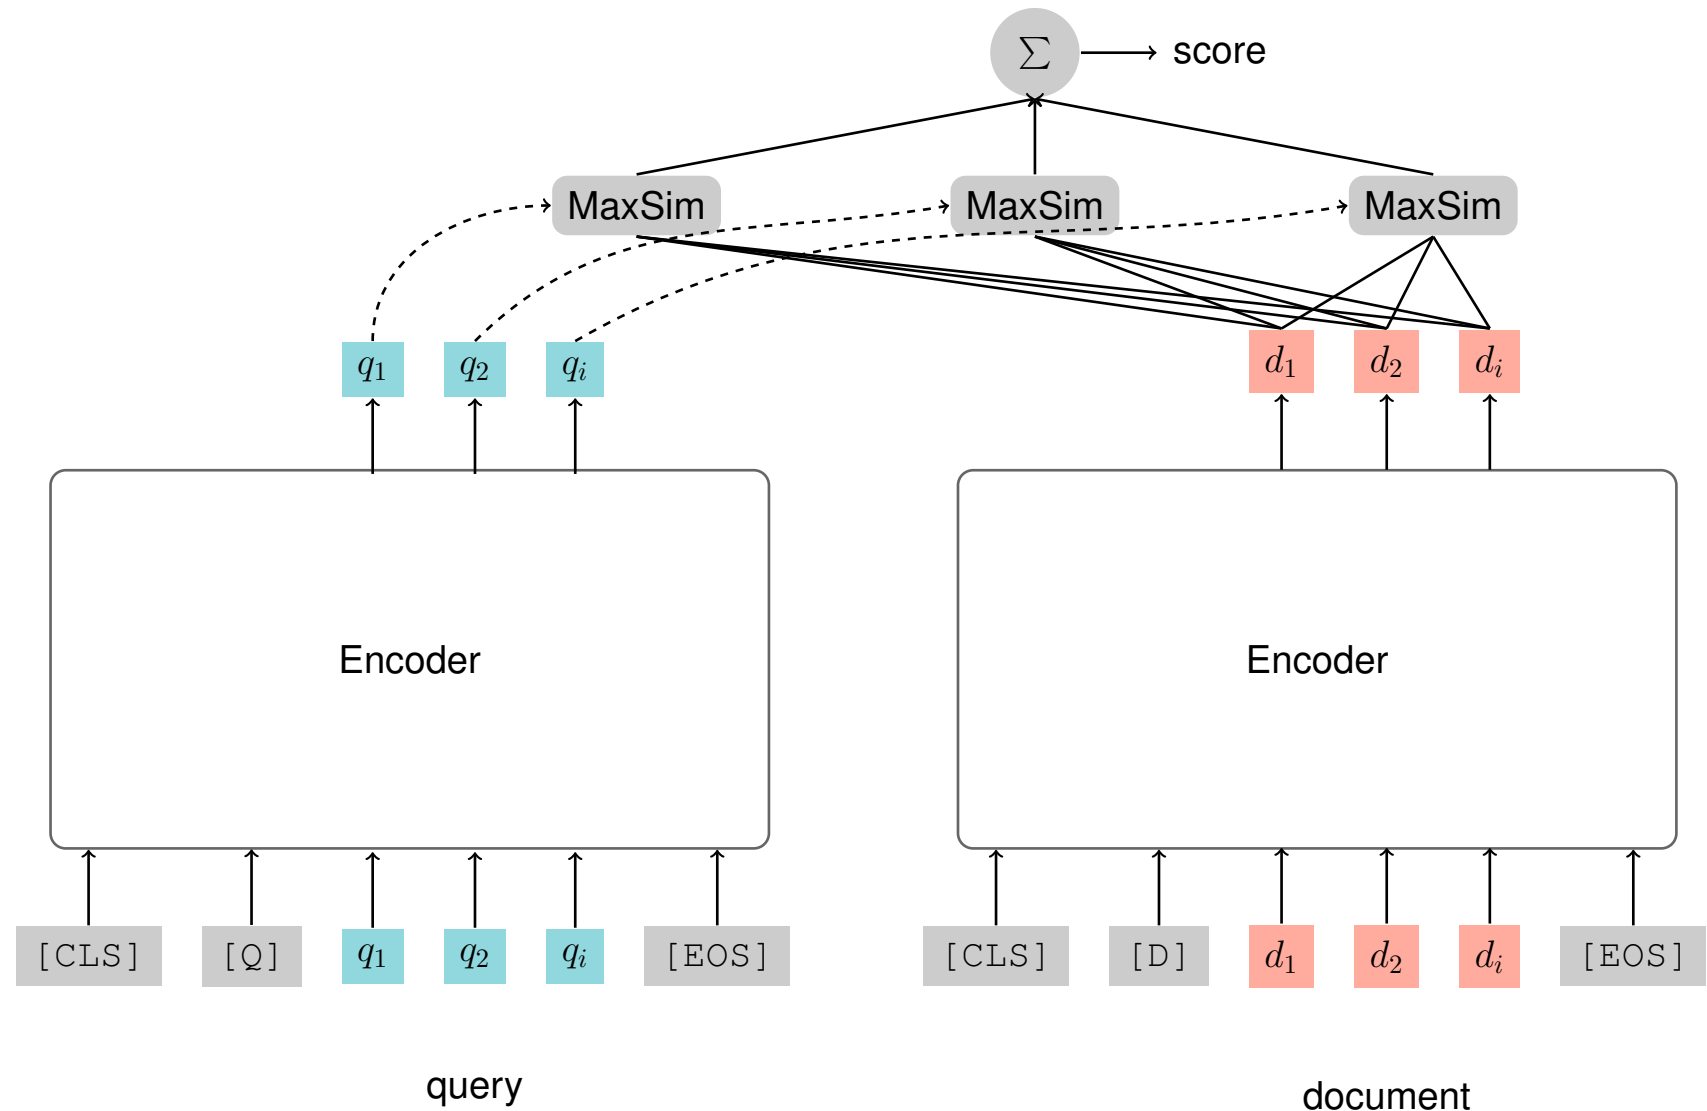 ∑ score
MaxSim MaxSim MaxSim
q1 q2 qi d1 d2 di
Encoder Encoder
[CLS] [Q] q1 q2 qi [EOS] [CLS] [D] d1 d2 di [EOS]
query document